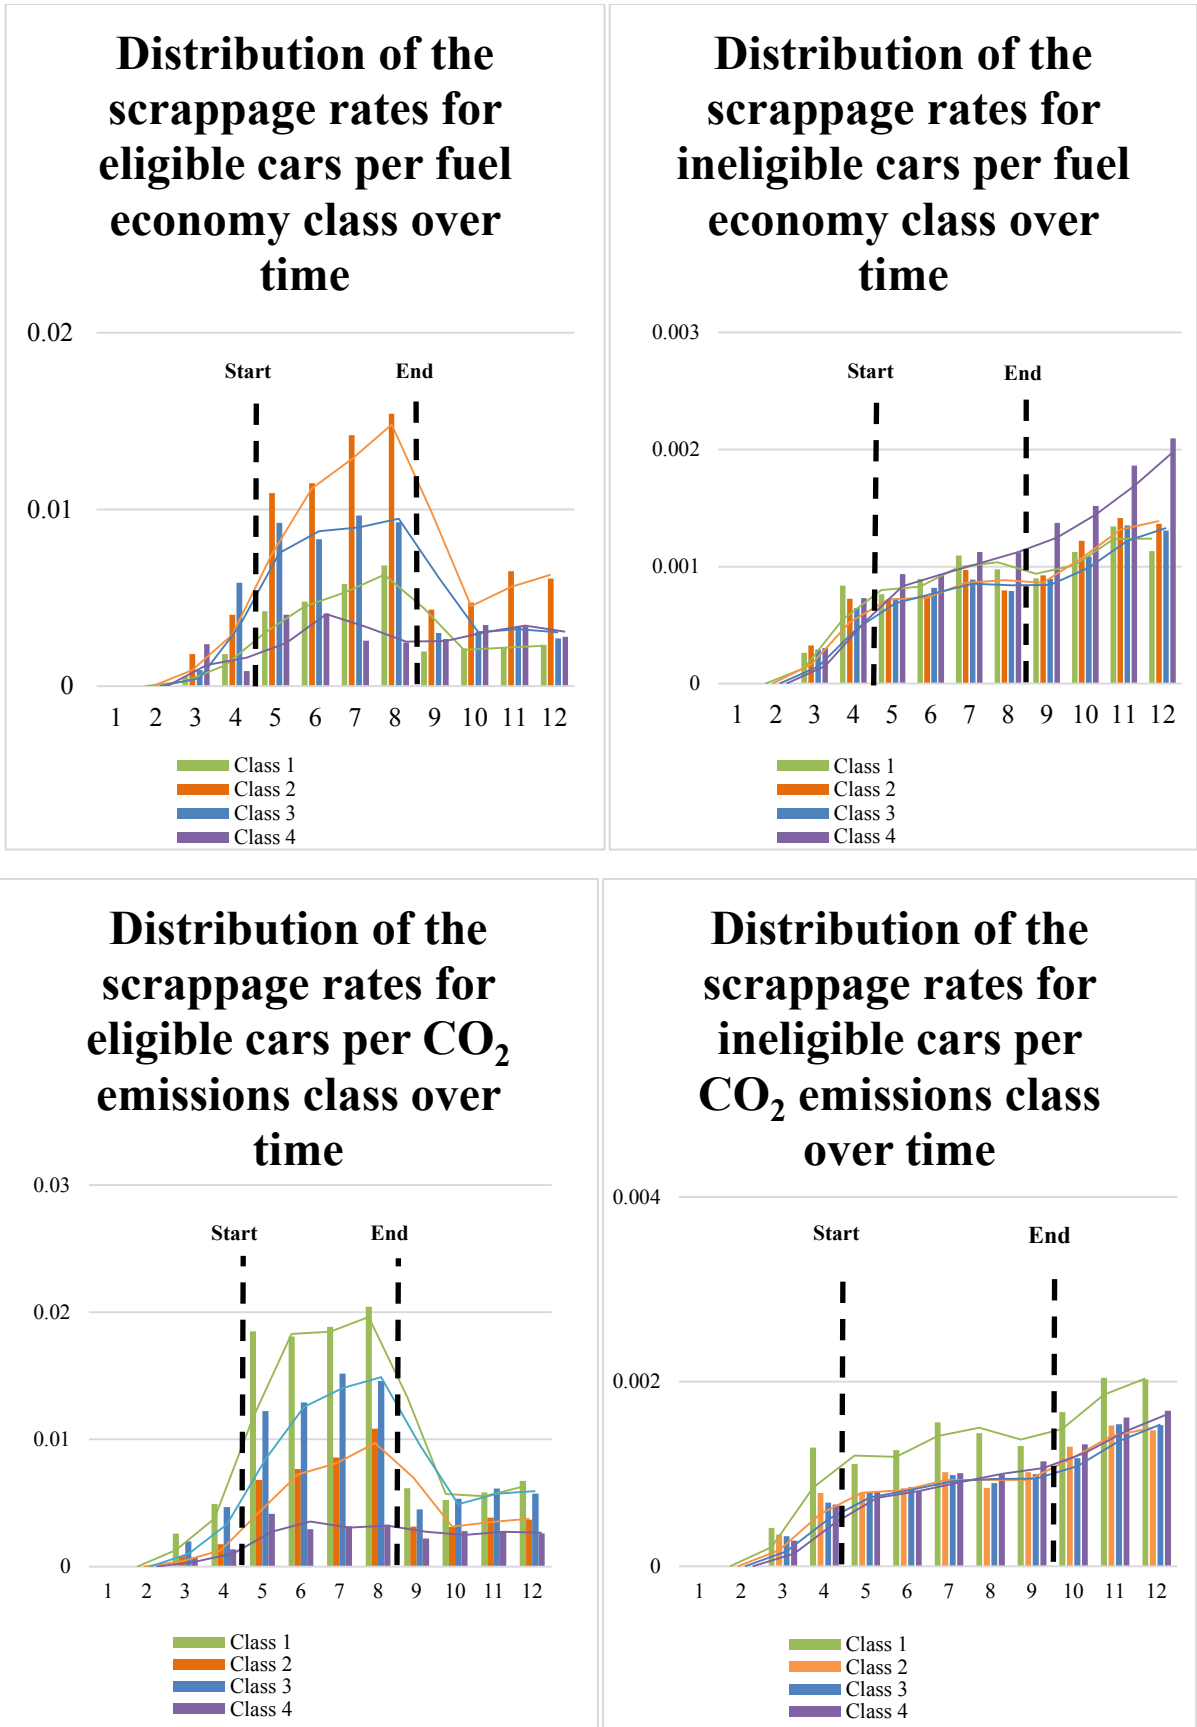 Distribution of the
scrappage rates for
eligible cars per fuel
economy class over
time
0.02
Start
End
0.01
0
1 2 3 4 5 6 7 8 9 10 11 12
Class 1
Class 2
Class 3
Class 4
Distribution of the
scrappage rates for
ineligible cars per fuel
economy class over
time
0.003
Start
End
0.002
0.001
0
1 2 3 4 5 6 7 8 9 10 11 12
Class 1
Class 2
Class 3
Class 4
Distribution of the
scrappage rates for
eligible cars per CO₂
emissions class over
time
0.03
Start
End
0.02
0.01
0
1 2 3 4 5 6 7 8 9 10 11 12
Class 1
Class 2
Class 3
Class 4
Distribution of the
scrappage rates for
ineligible cars per
CO₂ emissions class
over time
0.004
Start
End
0.002
0
1 2 3 4 5 6 7 8 9 10 11 12
Class 1
Class 2
Class 3
Class 4